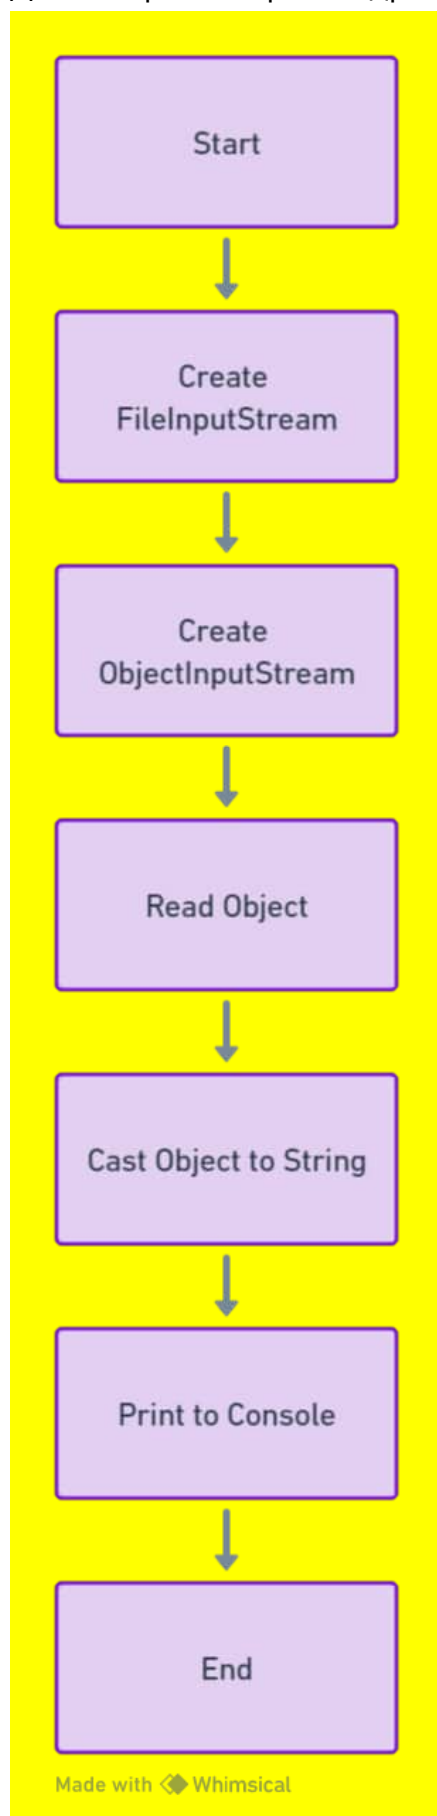 Start
Create
FileInputStream
Create
ObjectInputStream
Read Object
Cast Object to String
Print to Console
End
Made with Whimsical